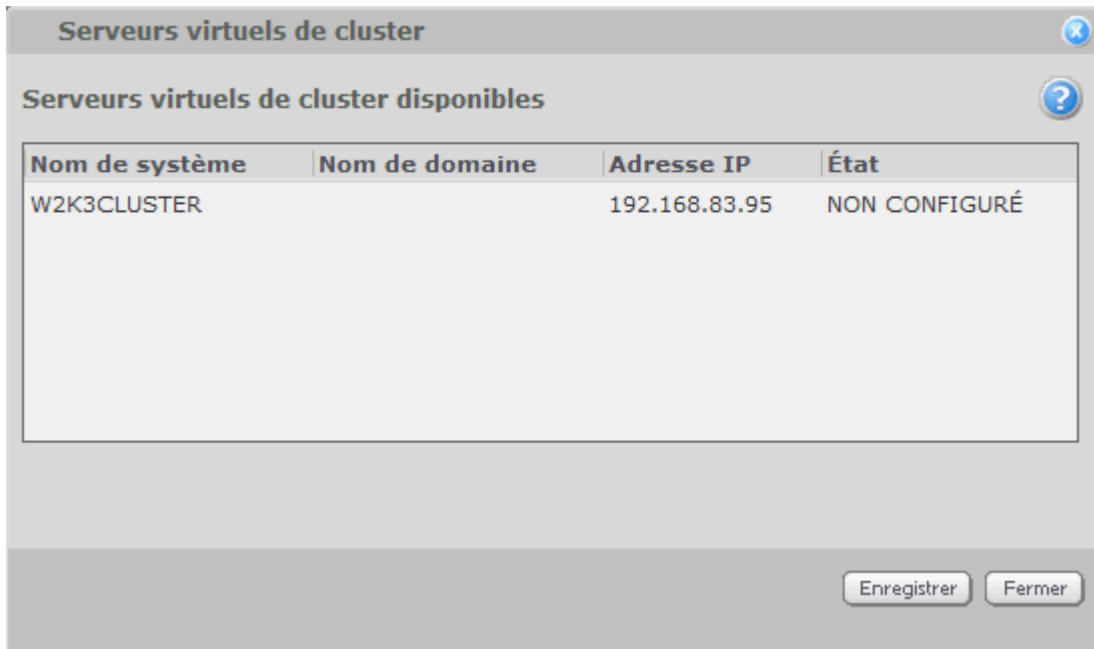 Serveurs virtuels de cluster
Serveurs virtuels de cluster disponibles
?
Nom de système Nom de domaine Adresse IP État
W2K3CLUSTER 192.168.83.95 NON CONFIGURÉ
Enregistrer Fermer